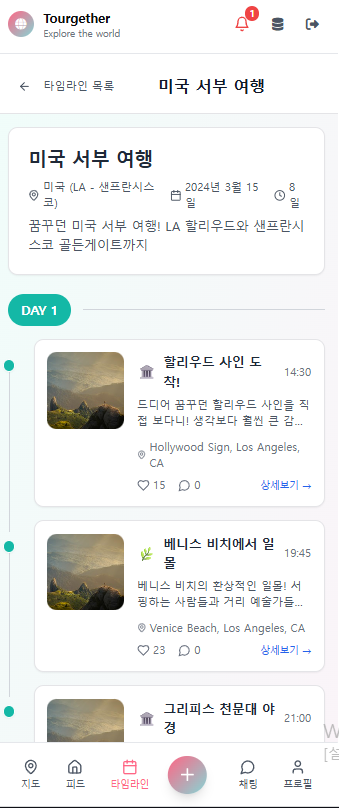 Tourgether
1
Explore the world
타임라인 목록
미국 서부 여행
미국 서부 여행
미국 (LA - 샌프란시스
코)
2024년 3월 15
일
8
일
꿈꾸던 미국 서부 여행! LA 할리우드와 샌프란시
스코 골든게이트까지
DAY 1
할리우드 사인 도
착!
14:30
드디어 꿈꾸던 할리우드 사인을 직
접 보다니! 생각보다 훨씬 큰 감...
Hollywood Sign, Los Angeles,
CA
15
0
상세보기 →
베니스 비치에서 일
몰
19:45
베니스 비치의 환상적인 일몰! 서
핑하는 사람들과 거리 예술가들...
Venice Beach, Los Angeles, CA
23
0
상세보기 →
그리피스 천문대 야
경
21:00
W
[설
지도
피드
타임라인
채팅
프로필